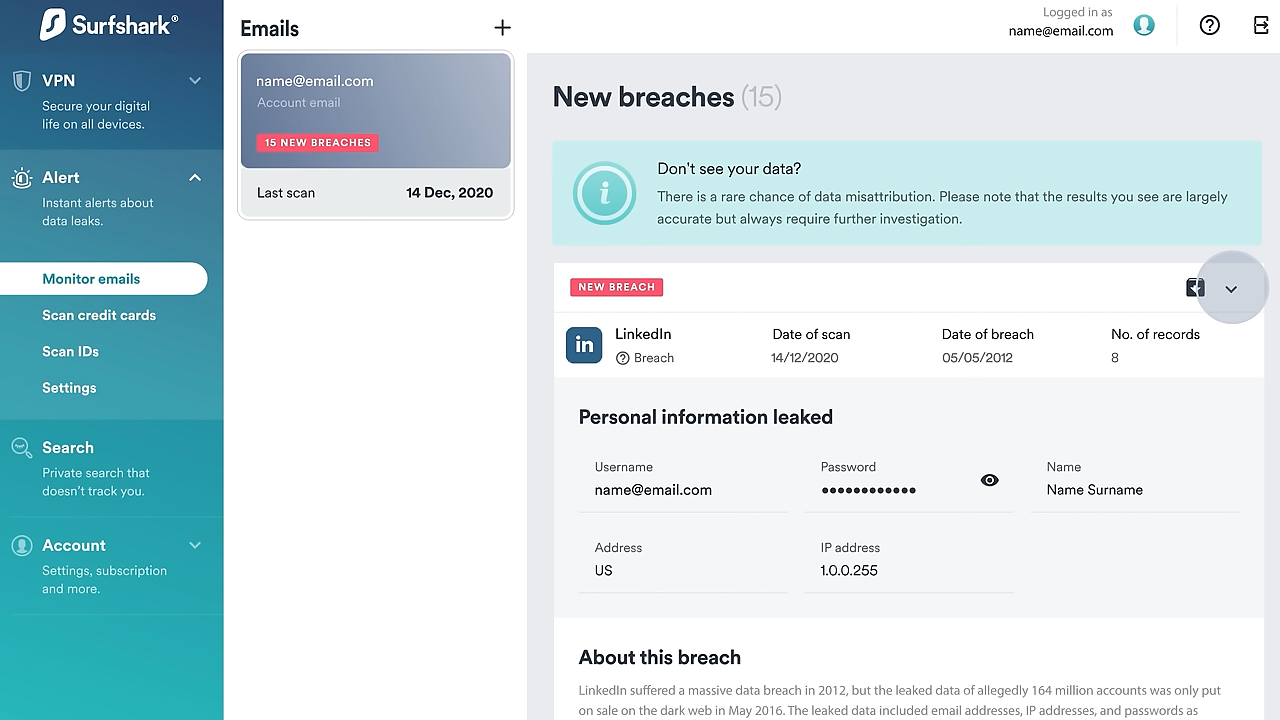 Surfshark®
VPN
Secure your digital
life on all devices.
Alert
Instant alerts about
data leaks.
Monitor emails
Scan credit cards
Scan IDs
Settings
Search
Private search that
doesn't track you.
Account
Settings, subscription
and more.
Emails
name@email.com
Account email
15 NEW BREACHES
Last scan 14 Dec, 2020
Logged in as
name@email.com
New breaches (15)
Don't see your data?
There is a rare chance of data misattribution. Please note that the results you see are largely
accurate but always require further investigation.
NEW BREACH
in
LinkedIn Date of scan Date of breach No. of records
Breach 14/12/2020 05/05/2012 8
Personal information leaked
Username Password Name
name@email.com •••••••••••• Name Surname
Address IP address
US 1.0.0.255
About this breach
LinkedIn suffered a massive data breach in 2012, but the leaked data of allegedly 164 million accounts was only put
on sale on the dark web in May 2016. The leaked data included email addresses, IP addresses, and passwords as